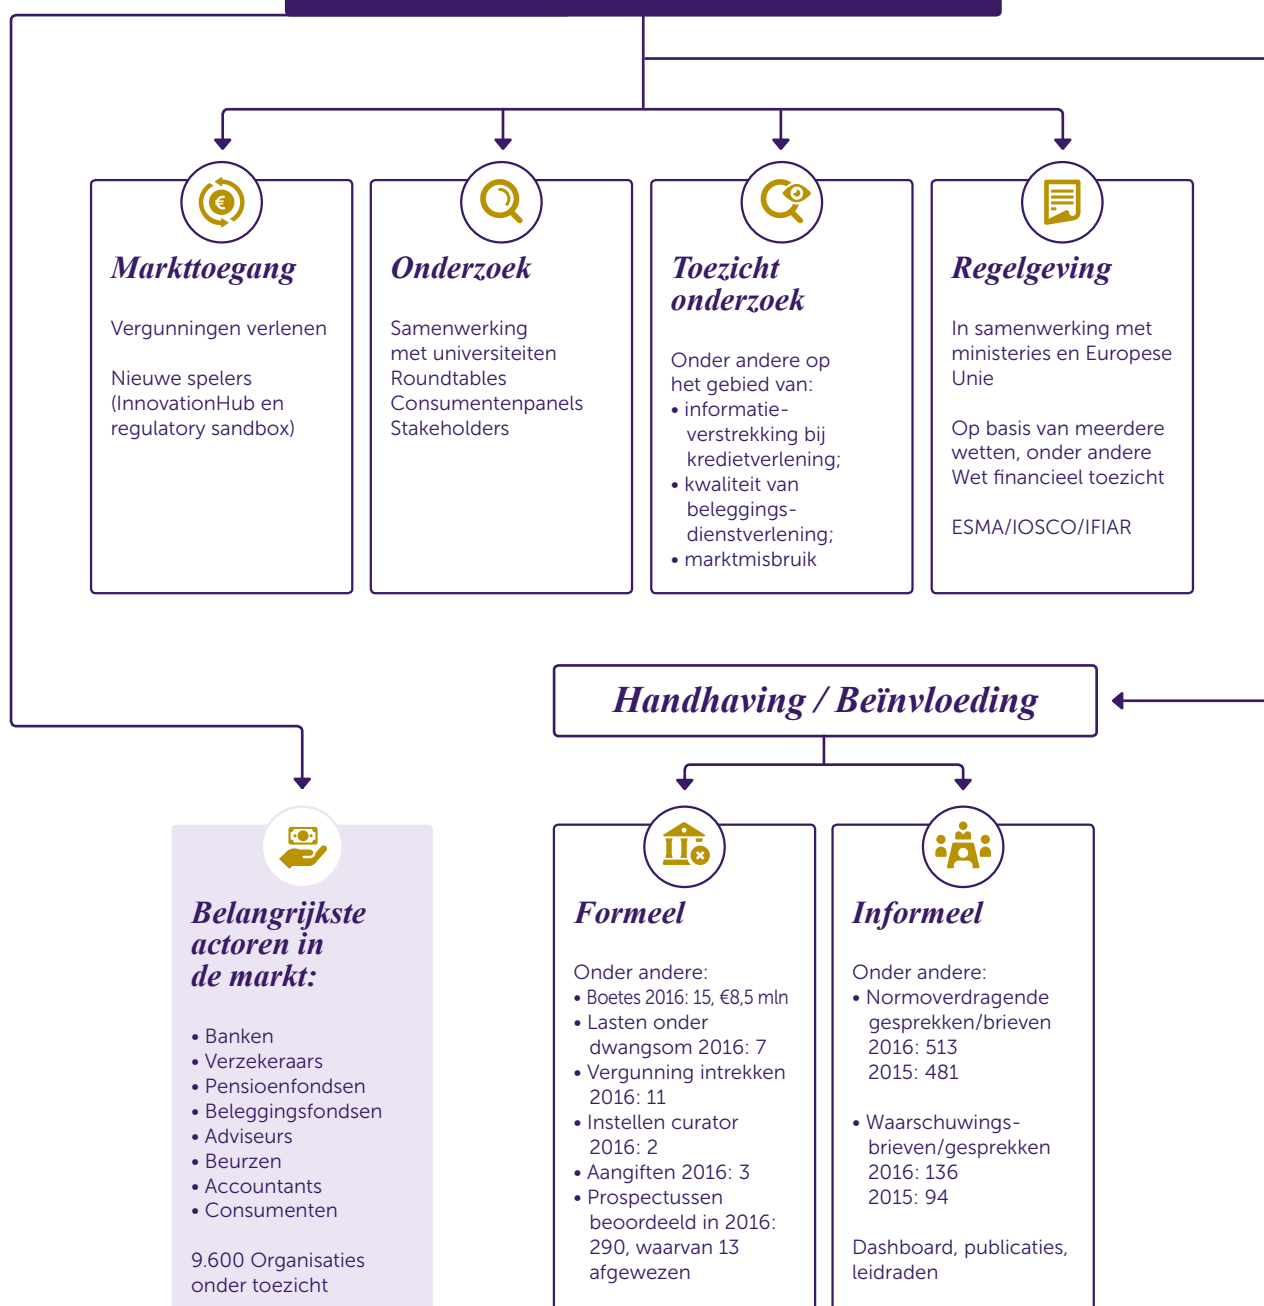 Markttoegang
Vergunningen verlenen
Nieuwe spelers
(InnovationHub en
regulatory sandbox)
Onderzoek
Samenwerking
met universiteiten
Roundtables
Consumentenpanels
Stakeholders
Toezicht
onderzoek
Onder andere op
het gebied van:
• informatie-
verstrekking bij
kredietverlening;
• kwaliteit van
beleggings-
dienstverlening;
• marktmisbruik
Regelgeving
In samenwerking met
ministeries en Europese
Unie
Op basis van meerdere
wetten, onder andere
Wet financieel toezicht
ESMA/IOSCO/IFIAR
Handhaving / Beïnvloeding
Belangrijkste
actoren in
de markt:
• Banken
• Verzekeraars
• Pensioenfondsen
• Beleggingsfondsen
• Adviseurs
• Beurzen
• Accountants
• Consumenten
9.600 Organisaties
onder toezicht
Formeel
Onder andere:
• Boetes 2016: 15, €8,5 mln
• Lasten onder
dwangsom 2016: 7
• Vergunning intrekken
2016: 11
• Instellen curator
2016: 2
• Aangiften 2016: 3
• Prospectussen
beoordeeld in 2016:
290, waarvan 13
afgewezen
Informeel
Onder andere:
• Normoverdragende
gesprekken/brieven
2016: 513
2015: 481
• Waarschuwings-
brieven/gesprekken
2016: 136
2015: 94
Dashboard, publicaties,
leidraden